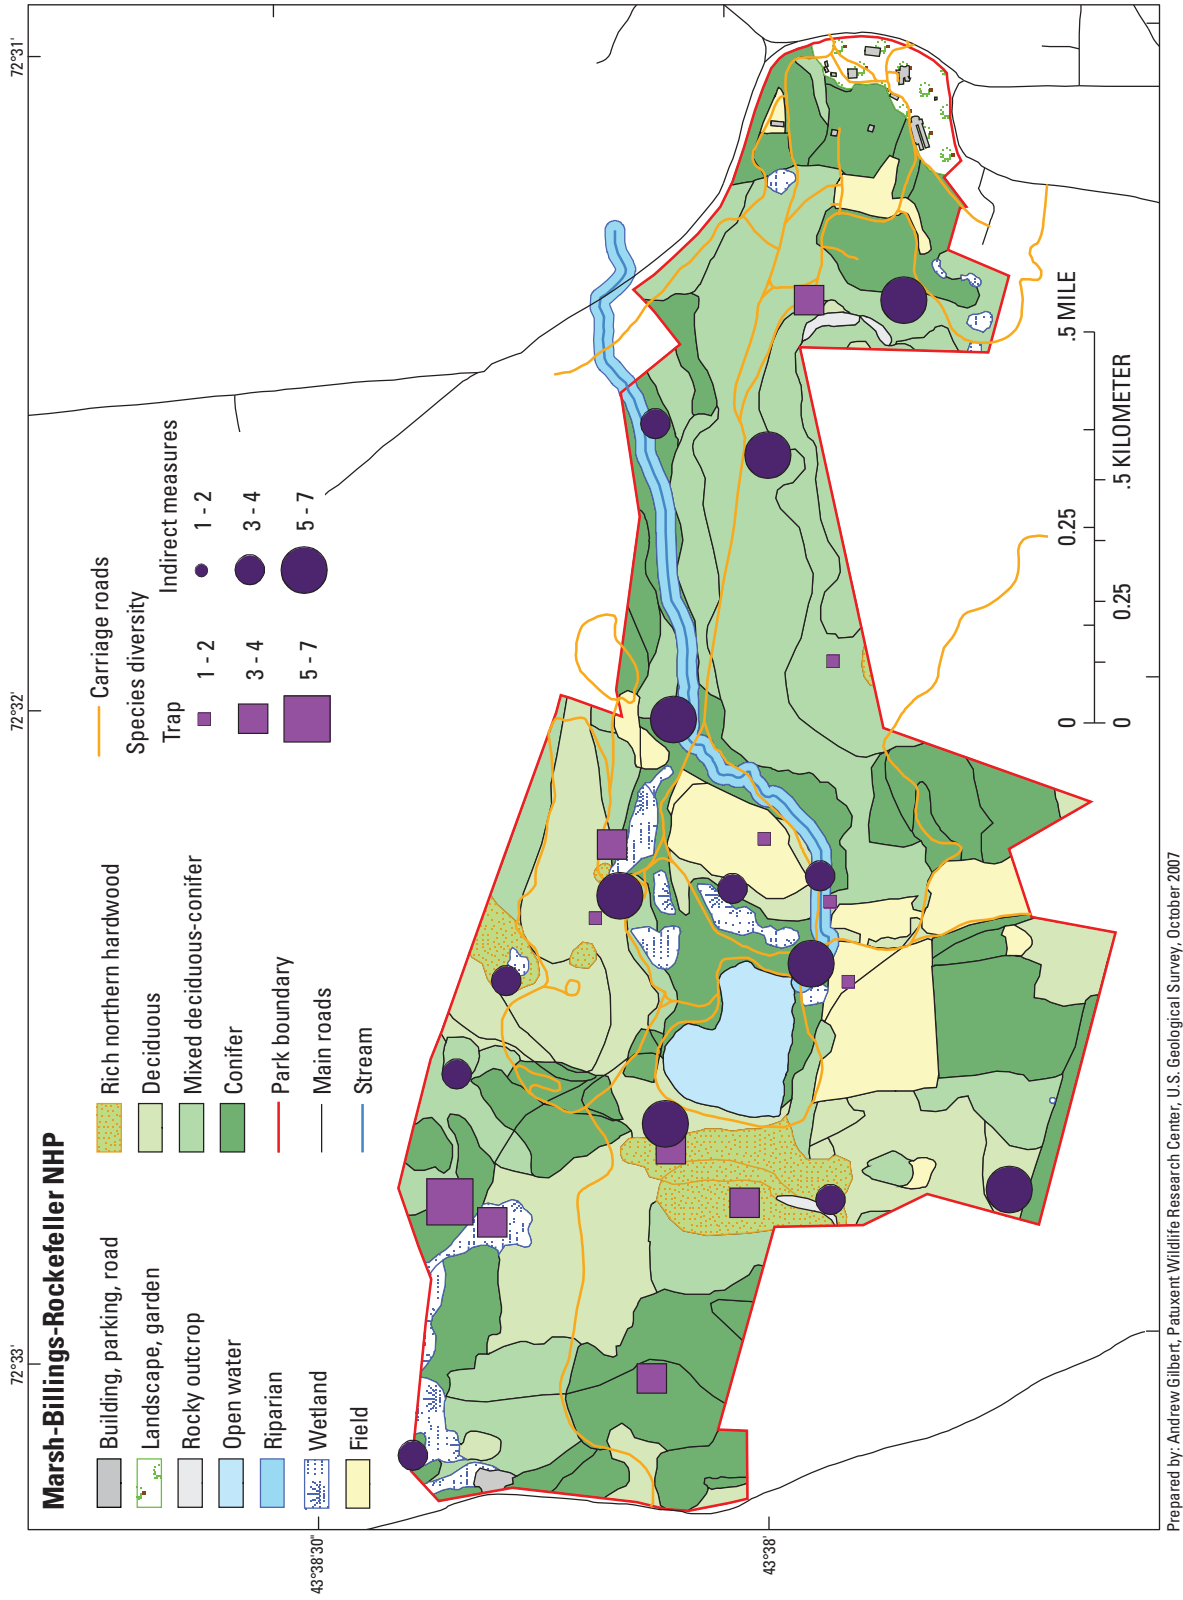 Marsh-Billings-Rockefeller NHP
Building, parking, road
Landscape, garden
Rocky outcrop
Open water
Riparian
Wetland
Field
Rich northern hardwood
Deciduous
Mixed deciduous-conifer
Conifer
Park boundary
Main roads
Stream
Carriage roads
Species diversity
Trap
Indirect measures
1 - 2
1 - 2
3 - 4
3 - 4
5 - 7
5 - 7
72°33'
72°32'
72°31'
43°38'30"
43°38'
0
0.25
.5 MILE
0
0.25
.5 KILOMETER
Prepared by: Andrew Gilbert, Patuxent Wildlife Research Center, U.S. Geological Survey, October 2007